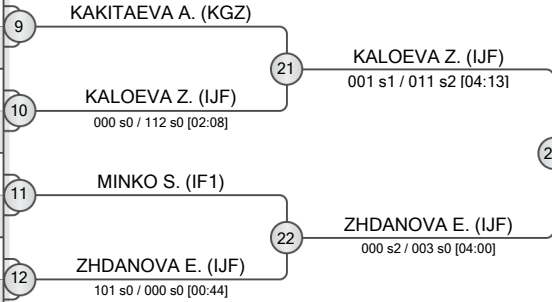 9
KAKITAEVA A. (KGZ)
21
KALOEVA Z. (IJF)
001 s1 / 011 s2 [04:13]
10
KALOEVA Z. (IJF)
000 s0 / 112 s0 [02:08]
11
MINKO S. (IF1)
22
ZHDANOVA E. (IJF)
000 s2 / 003 s0 [04:00]
12
ZHDANOVA E. (IJF)
101 s0 / 000 s0 [00:44]